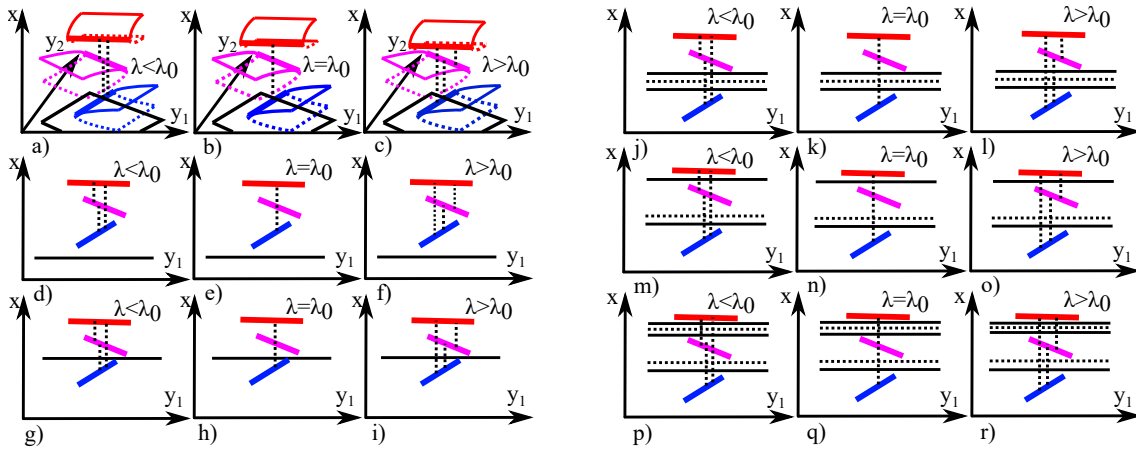 x y₂ λ<λ₀ y₁ a)
x y₂ λ=λ₀ y₁ b)
x y₂ λ>λ₀ y₁ c)
x λ<λ₀ y₁ d)
x λ=λ₀ y₁ e)
x λ>λ₀ y₁ f)
x λ<λ₀ y₁ g)
x λ=λ₀ y₁ h)
x λ>λ₀ y₁ i)
x λ<λ₀ y₁ j)
x λ=λ₀ y₁ k)
x λ>λ₀ y₁ l)
x λ<λ₀ y₁ m)
x λ=λ₀ y₁ n)
x λ>λ₀ y₁ o)
x λ<λ₀ y₁ p)
x λ=λ₀ y₁ q)
x λ>λ₀ y₁ r)